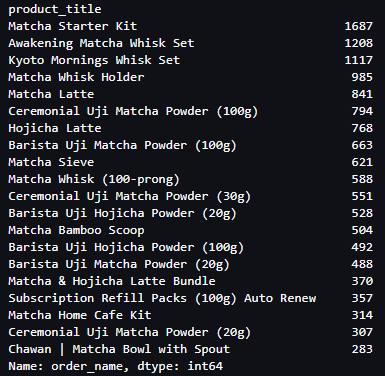 product_title
Matcha Starter Kit 1687
Awakening Matcha Whisk Set 1208
Kyoto Mornings Whisk Set 1117
Matcha Whisk Holder 985
Matcha Latte 841
Ceremonial Uji Matcha Powder (100g) 794
Hojicha Latte 768
Barista Uji Matcha Powder (100g) 663
Matcha Sieve 621
Matcha Whisk (100-prong) 588
Ceremonial Uji Matcha Powder (30g) 551
Barista Uji Hojicha Powder (20g) 528
Matcha Bamboo Scoop 504
Barista Uji Hojicha Powder (100g) 492
Barista Uji Matcha Powder (20g) 488
Matcha & Hojicha Latte Bundle 370
Subscription Refill Packs (100g) Auto Renew 357
Matcha Home Cafe Kit 314
Ceremonial Uji Matcha Powder (20g) 307
Chawan | Matcha Bowl with Spout 283
Name: order_name, dtype: int64